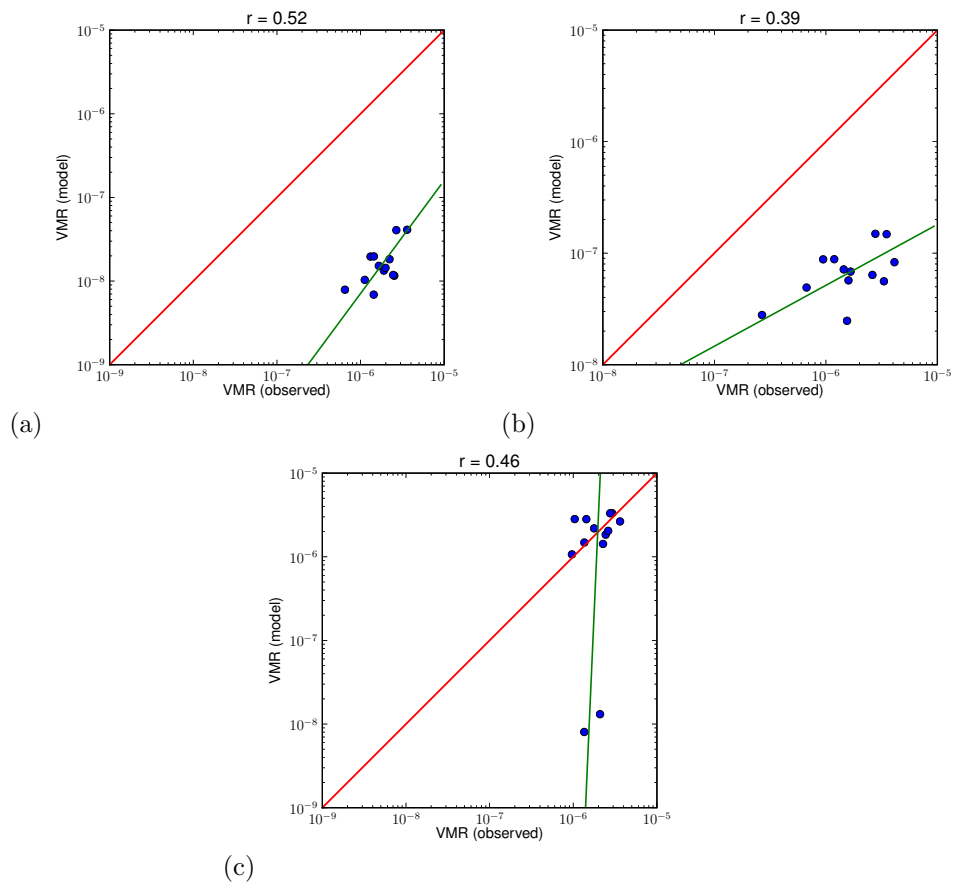 r = 0.52
10⁻⁵
10⁻⁶
10⁻⁷
10⁻⁸
10⁻⁹
VMR (model)
10⁻⁹ 10⁻⁸ 10⁻⁷ 10⁻⁶ 10⁻⁵
VMR (observed)
(a)
r = 0.39
10⁻⁵
10⁻⁶
10⁻⁷
10⁻⁸
VMR (model)
10⁻⁸ 10⁻⁷ 10⁻⁶ 10⁻⁵
VMR (observed)
(b)
r = 0.46
10⁻⁵
10⁻⁶
10⁻⁷
10⁻⁸
10⁻⁹
VMR (model)
10⁻⁹ 10⁻⁸ 10⁻⁷ 10⁻⁶ 10⁻⁵
VMR (observed)
(c)